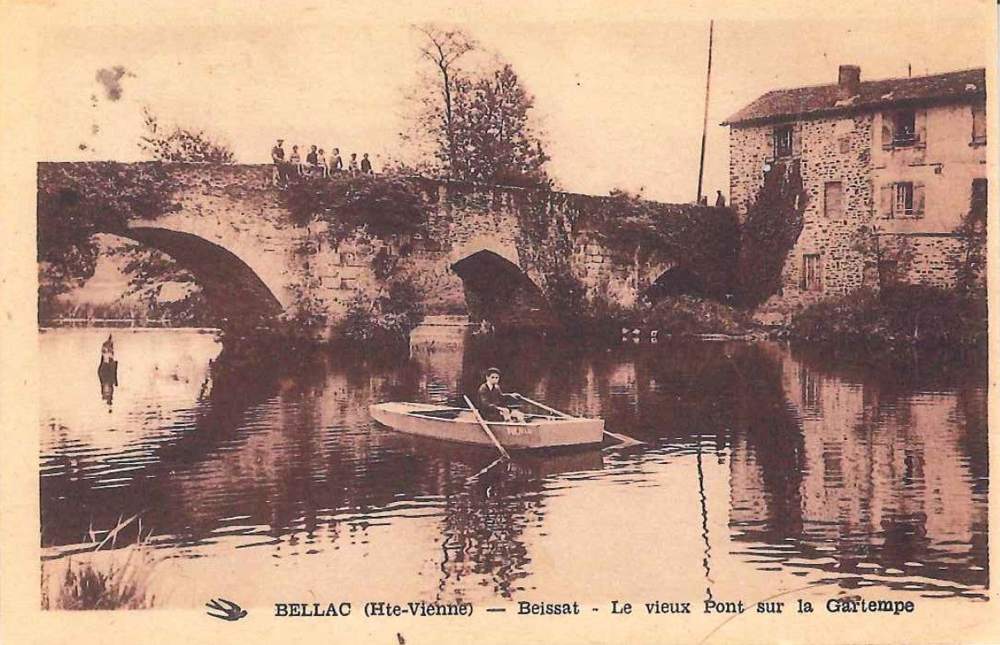 BELLAC (Hte-Vienne) — Beissat - Le vieux Pont sur la Gartempe